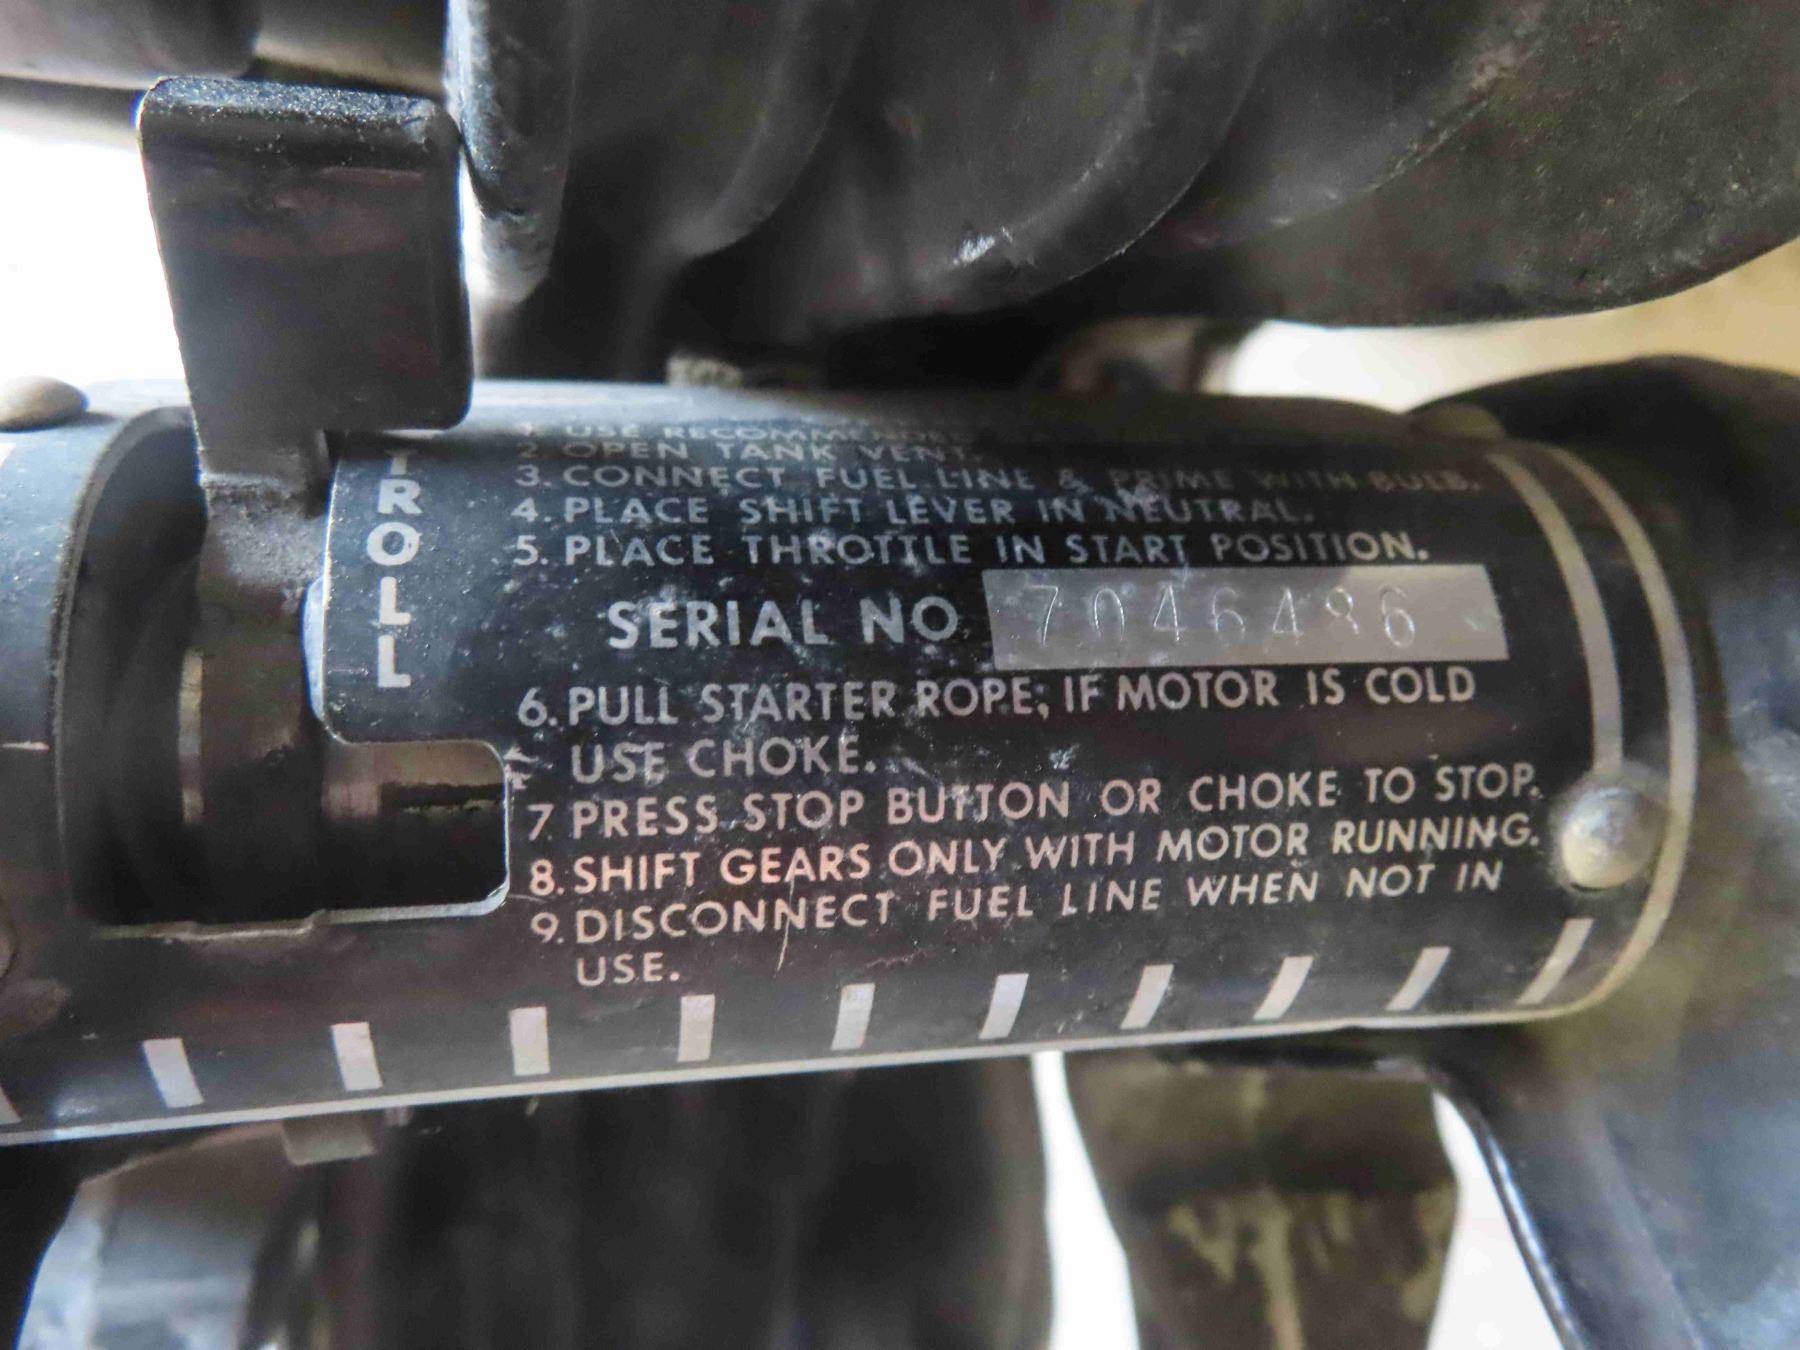 TROLL
1. USE RECOMMENDED
2. OPEN TANK VENT.
3. CONNECT FUEL LINE & PRIME WITH BULB.
4. PLACE SHIFT LEVER IN NEUTRAL.
5. PLACE THROTTLE IN START POSITION.
SERIAL NO 7046486
6. PULL STARTER ROPE; IF MOTOR IS COLD
USE CHOKE.
7. PRESS STOP BUTTON OR CHOKE TO STOP.
8. SHIFT GEARS ONLY WITH MOTOR RUNNING.
9. DISCONNECT FUEL LINE WHEN NOT IN
USE.